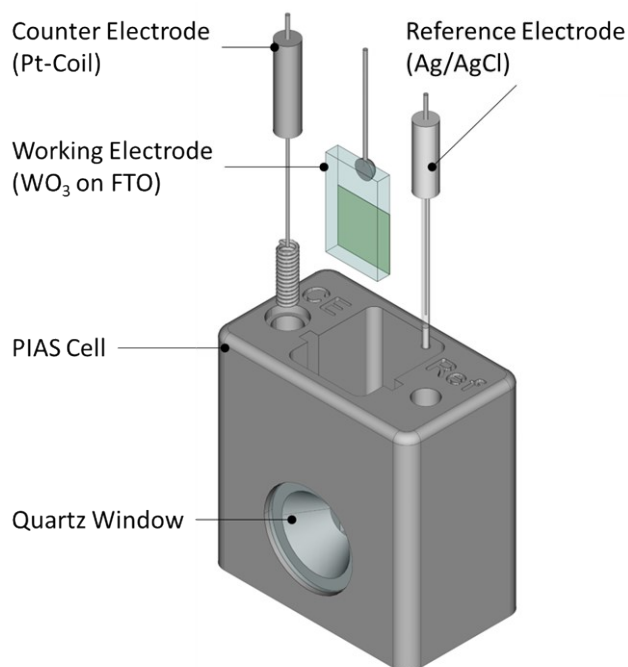 Counter Electrode
(Pt-Coil)
Reference Electrode
(Ag/AgCl)
Working Electrode
(WO₃ on FTO)
CE
PIAS Cell
Ref
Quartz Window